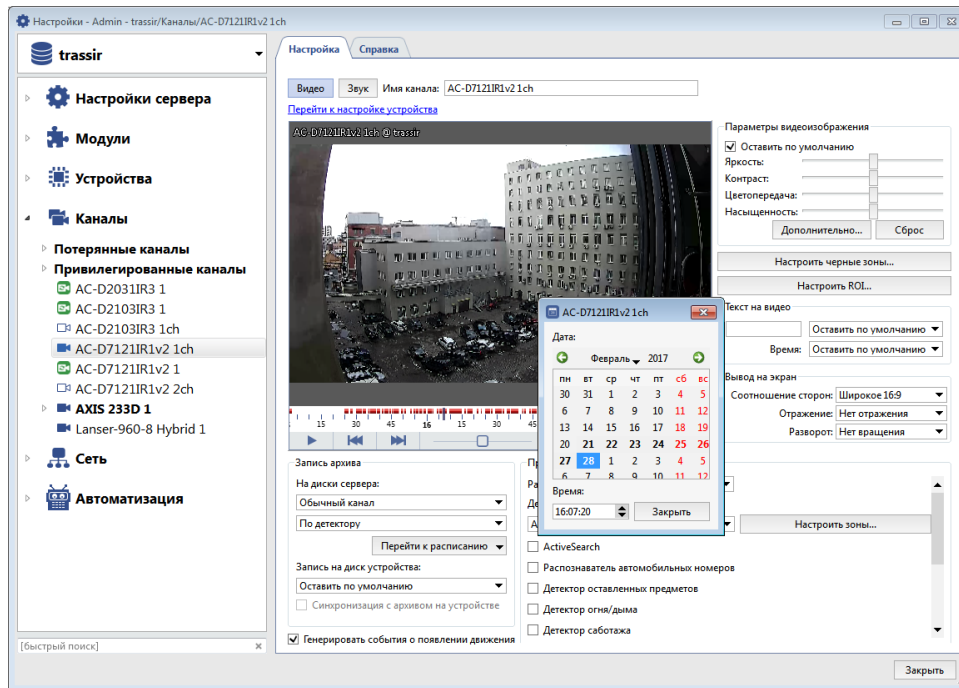 Настройки - Admin - trassir/Каналы/AC-D7121IR1v2 1ch
trassir
Настройки сервера
Модули
Устройства
Каналы
Потерянные каналы
Привилегированные каналы
AC-D2031IR3 1
AC-D2103IR3 1
AC-D2103IR3 1ch
AC-D7121IR1v2 1ch
AC-D7121IR1v2 1
AC-D7121IR1v2 2ch
AXIS 233D 1
Lanser-960-8 Hybrid 1
Сеть
Автоматизация
[быстрый поиск]
Настройка Справка
Видео Звук Имя канала: AC-D7121IR1v2 1ch
Перейти к настройке устройства
AC-D7121IR1v2 1ch @ trassir
15 30 45 16 15 30 45
Параметры видеоизображения
Оставить по умолчанию
Яркость:
Контраст:
Цветопередача:
Насыщенность:
Дополнительно... Сброс
Настроить черные зоны...
Настроить ROI...
Текст на видео
Оставить по умолчанию
Время: Оставить по умолчанию
Вывод на экран
Соотношение сторон: Широкое 16:9
Отражение: Нет отражения
Разворот: Нет вращения
AC-D7121IR1v2 1ch
Дата:
Февраль 2017
пн вт ср чт пт сб вс
30 31 1 2 3 4 5
6 7 8 9 10 11 12
13 14 15 16 17 18 19
20 21 22 23 24 25 26
27 28 1 2 3 4 5
6 7 8 9 10 11 12
Время:
16:07:20 Закрыть
Запись архива
На диски сервера:
Обычный канал
По детектору
Перейти к расписанию
Запись на диск устройства:
Оставить по умолчанию
Синхронизация с архивом на устройстве
Генерировать события о появлении движения
Настроить зоны...
ActiveSearch
Распознаватель автомобильных номеров
Детектор оставленных предметов
Детектор огня/дыма
Детектор саботажа
Закрыть